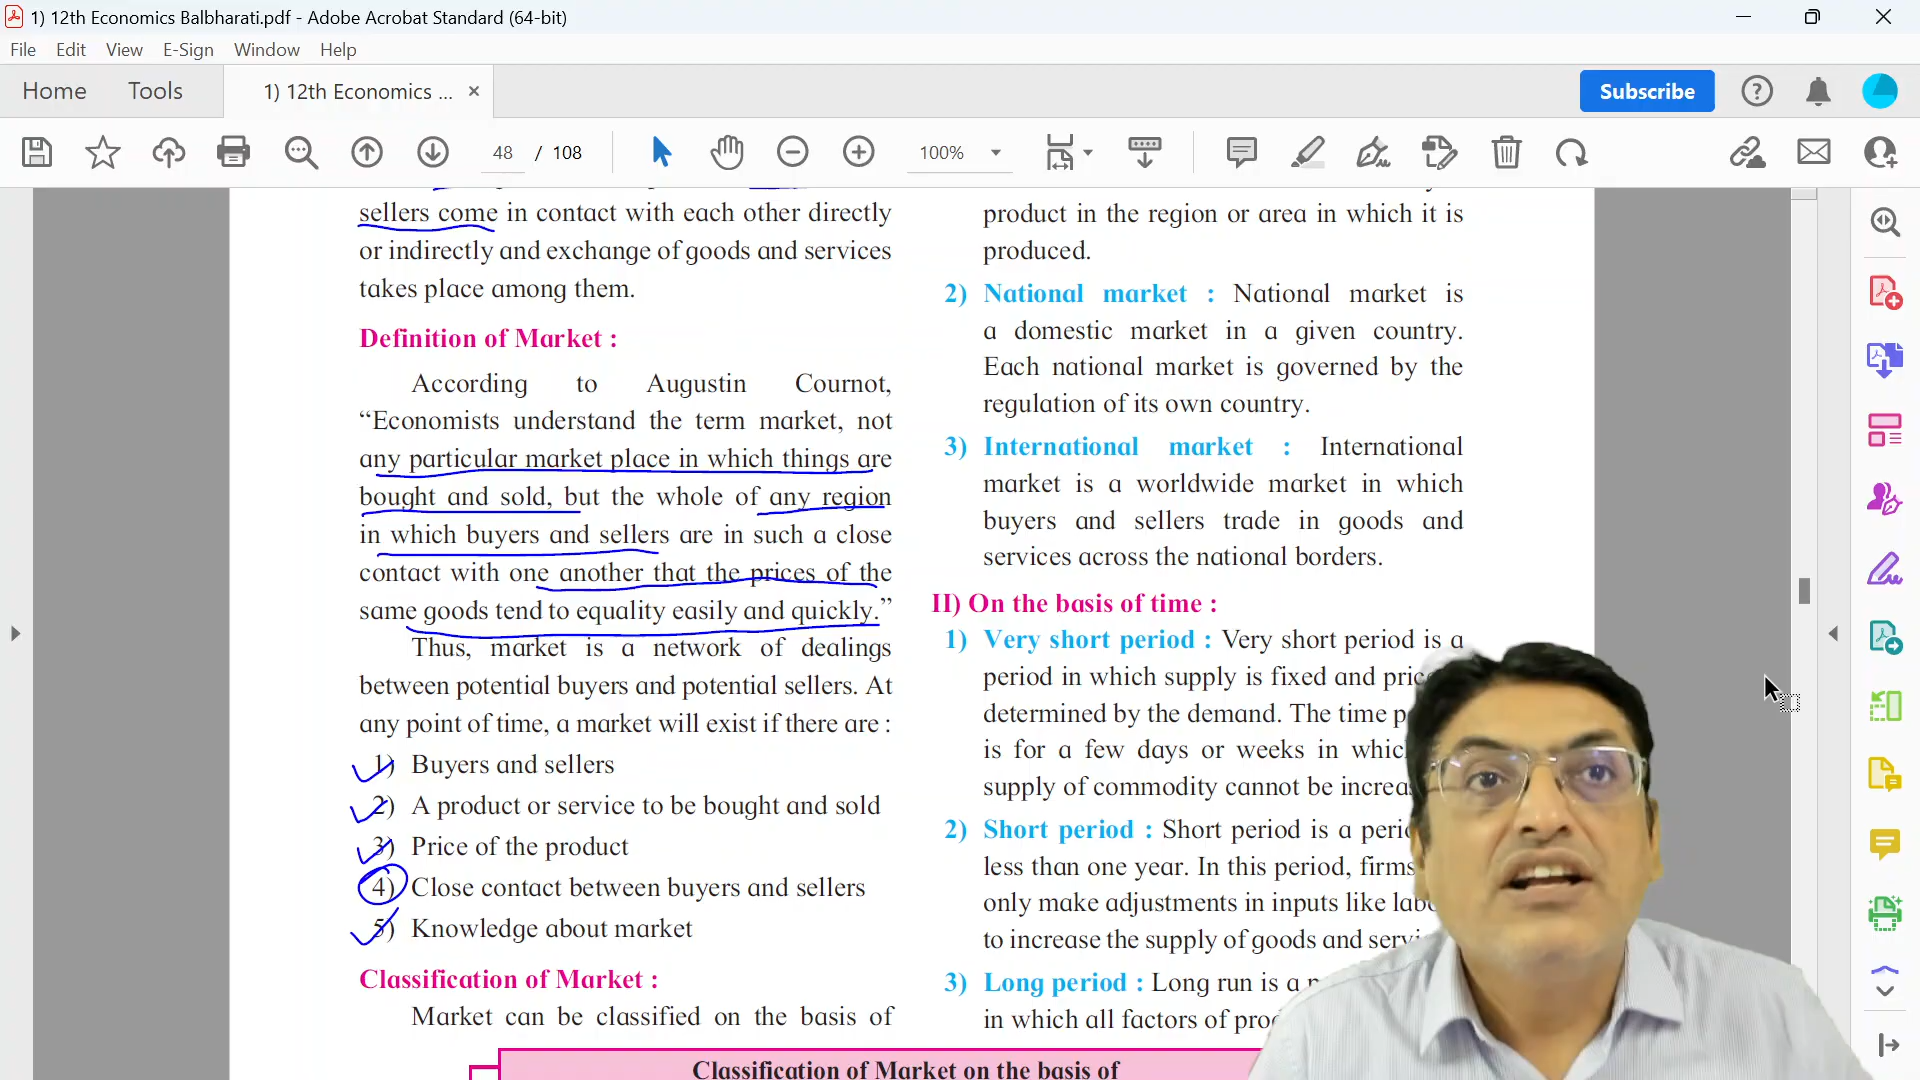 1) 12th Economics Balbharati.pdf - Adobe Acrobat Standard (64-bit)
File Edit View E-Sign Window Help
Home Tools 1) 12th Economics ... ×
Subscribe
48 / 108
100%
sellers come in contact with each other directly
or indirectly and exchange of goods and services
takes place among them.
Definition of Market :
According to Augustin Cournot,
“Economists understand the term market, not
any particular market place in which things are
bought and sold, but the whole of any region
in which buyers and sellers are in such a close
contact with one another that the prices of the
same goods tend to equality easily and quickly.”
Thus, market is a network of dealings
between potential buyers and potential sellers. At
any point of time, a market will exist if there are :
1) Buyers and sellers
2) A product or service to be bought and sold
3) Price of the product
4) Close contact between buyers and sellers
5) Knowledge about market
Classification of Market :
Market can be classified on the basis of
product in the region or area in which it is
produced.
2) National market : National market is
a domestic market in a given country.
Each national market is governed by the
regulation of its own country.
3) International market : International
market is a worldwide market in which
buyers and sellers trade in goods and
services across the national borders.
II) On the basis of time :
1) Very short period : Very short period is a
period in which supply is fixed and
determined by the demand. The time
is for a few days or weeks in
supply of commodity cannot be
2) Short period : Short period is a
less than one year. In this period, firms
only make adjustments in inputs like
to increase the supply of goods and
3) Long period : Long run is a
in which all factors of
Classification of Market on the basis of